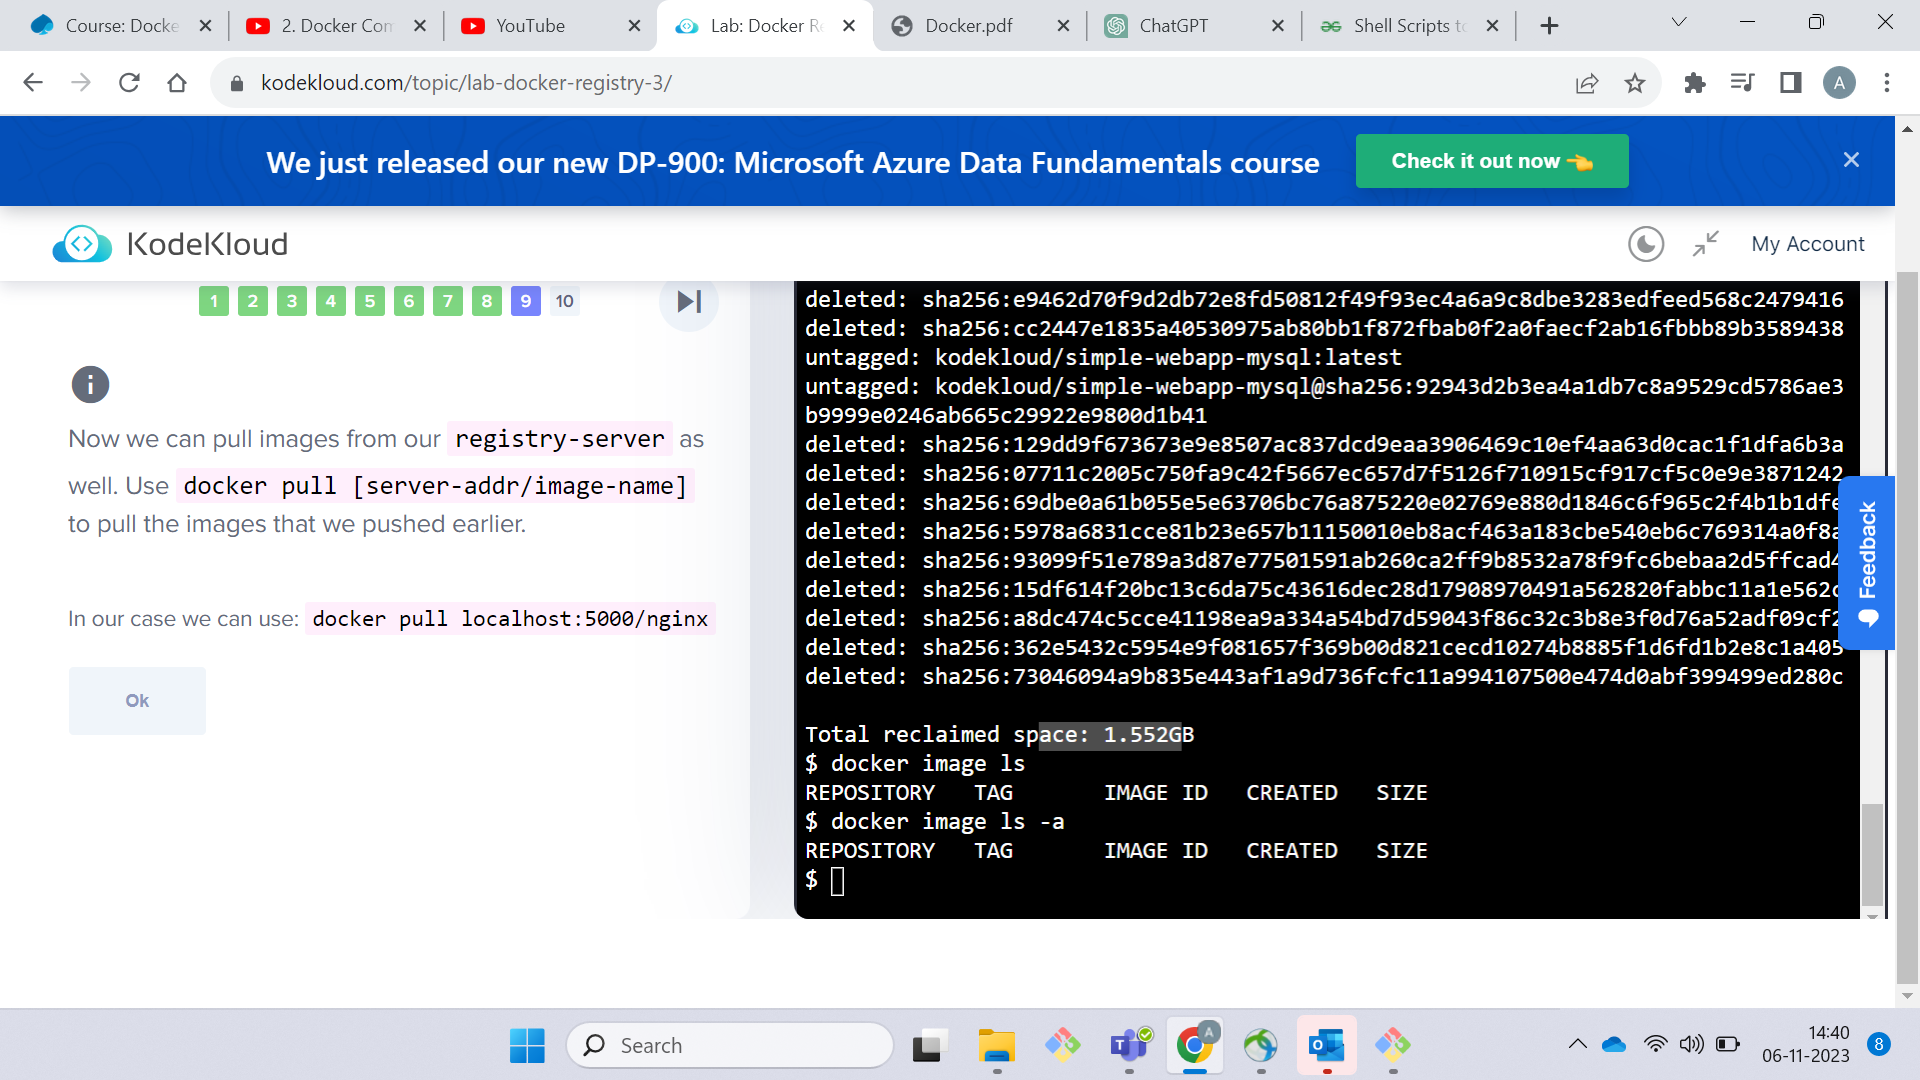 Course: Docke
2. Docker Con
YouTube
Lab: Docker Re
Docker.pdf
ChatGPT
Shell Scripts to
kodekloud.com/topic/lab-docker-registry-3/
A
We just released our new DP-900: Microsoft Azure Data Fundamentals course
Check it out now
KodeKloud
My Account
1 2 3 4 5 6 7 8 9 10
Now we can pull images from our registry-server as
well. Use docker pull [server-addr/image-name]
to pull the images that we pushed earlier.
In our case we can use: docker pull localhost:5000/nginx
Ok
deleted: sha256:e9462d70f9d2db72e8fd50812f49f93ec4a6a9c8dbe3283edfeed568c2479416
deleted: sha256:cc2447e1835a40530975ab80bb1f872fbab0f2a0faecf2ab16fbbb89b3589438
untagged: kodekloud/simple-webapp-mysql:latest
untagged: kodekloud/simple-webapp-mysql@sha256:92943d2b3ea4a1db7c8a9529cd5786ae3
b9999e0246ab665c29922e9800d1b41
deleted: sha256:129dd9f673673e9e8507ac837dcd9eaa3906469c10ef4aa63d0cac1f1dfa6b3a
deleted: sha256:07711c2005c750fa9c42f5667ec657d7f5126f710915cf917cf5c0e9e3871242
deleted: sha256:69dbe0a61b055e5e63706bc76a875220e02769e880d1846c6f965c2f4b1b1dfe
deleted: sha256:5978a6831cce81b23e657b11150010eb8acf463a183cbe540eb6c769314a0f8a
deleted: sha256:93099f51e789a3d87e77501591ab260ca2ff9b8532a78f9fc6bebaa2d5ffcad4
deleted: sha256:15df614f20bc13c6da75c43616dec28d17908970491a562820fabbc11a1e562c
deleted: sha256:a8dc474c5cce41198ea9a334a54bd7d59043f86c32c3b8e3f0d76a52adf09cf2
deleted: sha256:362e5432c5954e9f081657f369b00d821cecd10274b8885f1d6fd1b2e8c1a405
deleted: sha256:73046094a9b835e443af1a9d736fcfc11a994107500e474d0abf399499ed280c
Total reclaimed space: 1.552GB
$ docker image ls
REPOSITORY TAG IMAGE ID CREATED SIZE
$ docker image ls -a
REPOSITORY TAG IMAGE ID CREATED SIZE
$
Feedback
Search
14:40
06-11-2023
8